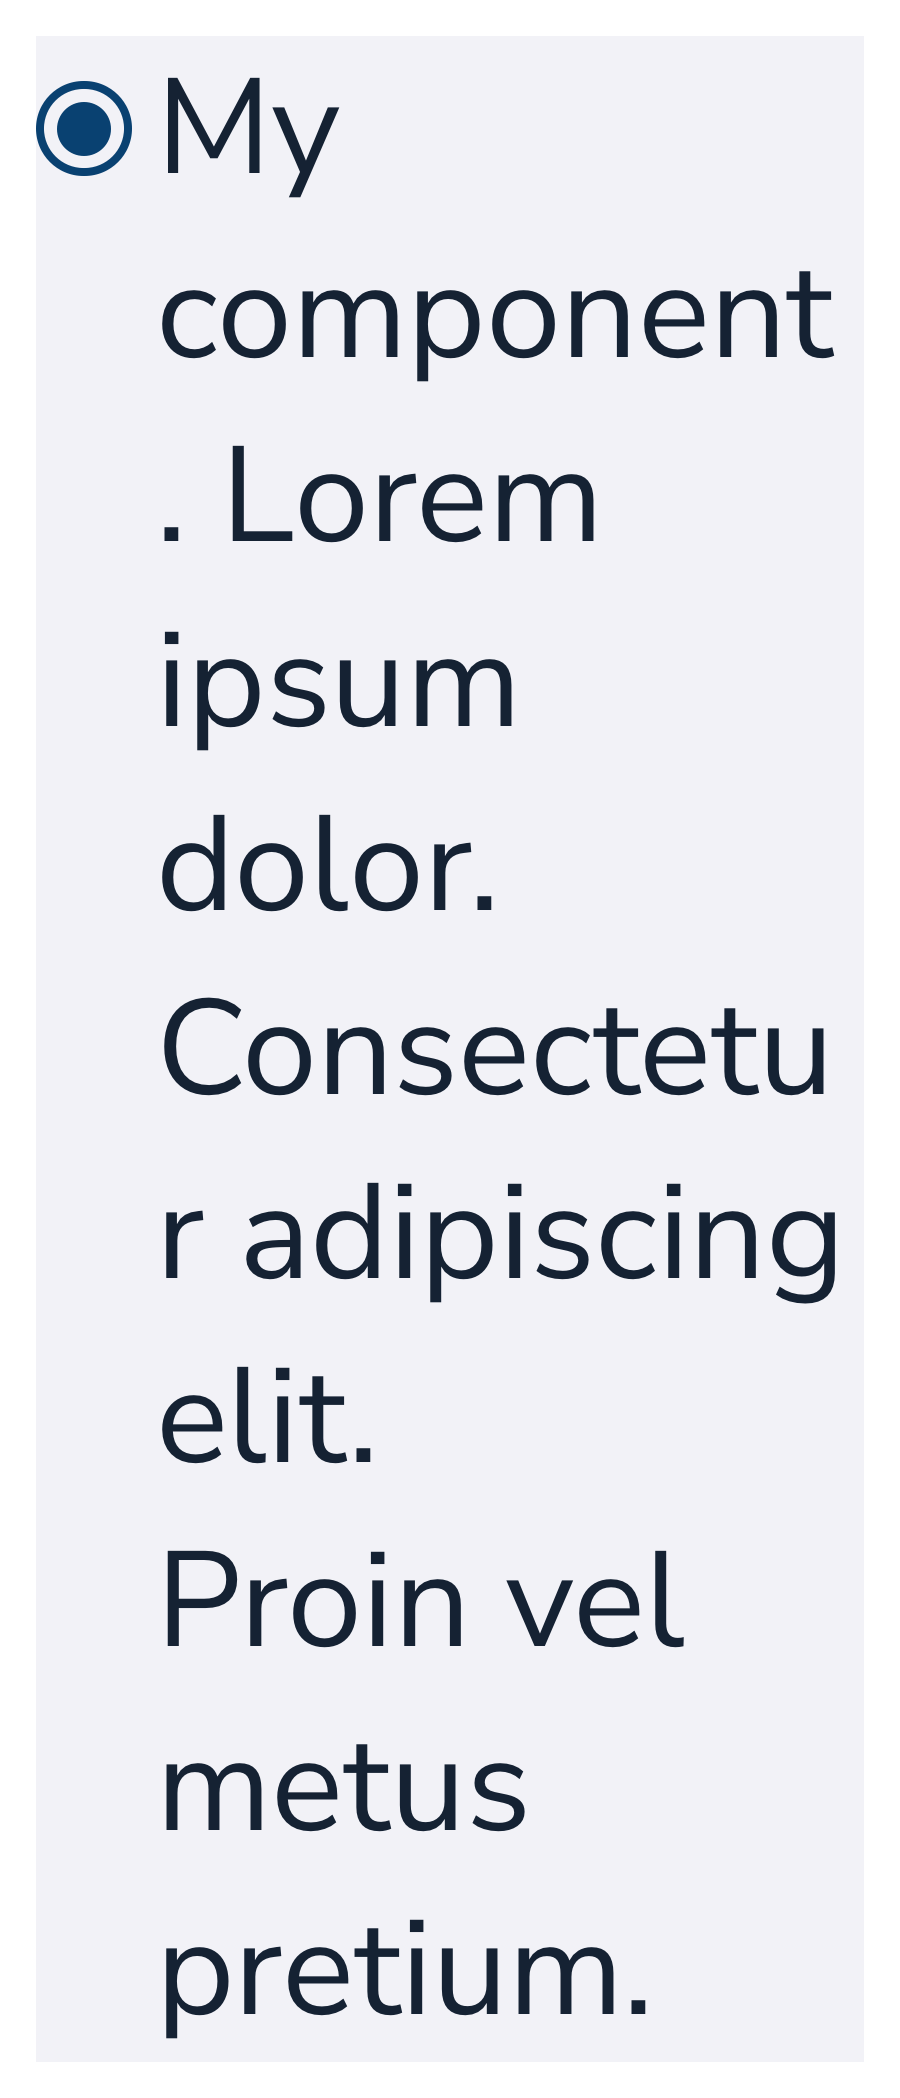 My
component
. Lorem
ipsum
dolor.
Consectetu
r adipiscing
elit.
Proin vel
metus
pretium.